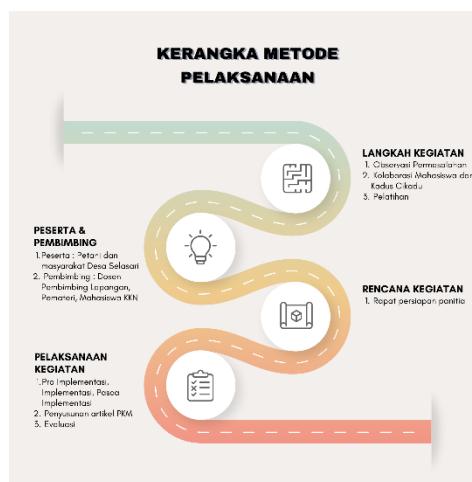 KERANGKA METODE
PELAKSANAAN
LANGKAH KEGIATAN
1. Observasi Permasalahan
2. Kolaborasi Mahasiswa dan
Kadus Cikadu
3. Pelatihan
PESERTA &
PEMBIMBING
1. Peserta : Petani dan
masyarakat Desa Selasari
2. Pembimbing : Dosen
Pembimbing Lapangan,
Pemateri, Mahasiswa KKN
RENCANA KEGIATAN
1. Rapat persiapan panitia
PELAKSANAAN
KEGIATAN
1. Pra Implementasi,
Implementasi, Pasca
Implementasi
2. Penyusunan artikel PKM
3. Evaluasi